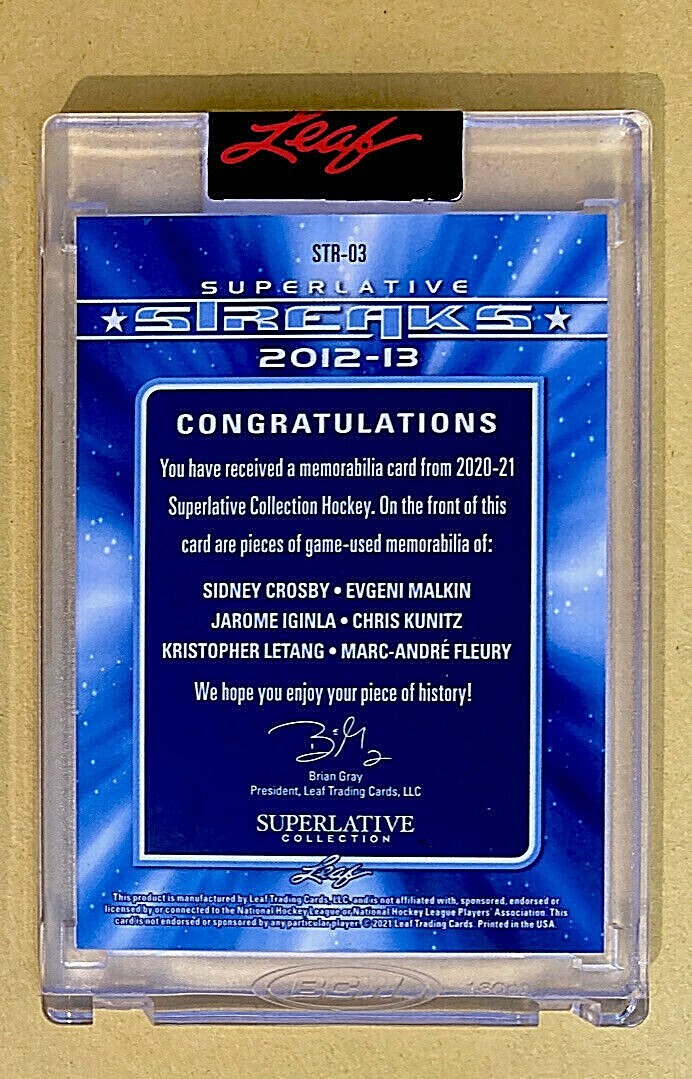 Leaf
STR-03
SUPERLATIVE
STREAKS
2012-13
CONGRATULATIONS
You have received a memorabilia card from 2020-21
Superlative Collection Hockey. On the front of this
card are pieces of game-used memorabilia of:
SIDNEY CROSBY • EVGENI MALKIN
JAROME IGINLA • CHRIS KUNITZ
KRISTOPHER LETANG • MARC-ANDRÉ FLEURY
We hope you enjoy your piece of history!
Brian Gray
President, Leaf Trading Cards, LLC
SUPERLATIVE
COLLECTION
Leaf
This product is manufactured by Leaf Trading Cards, LLC, and is not affiliated with, sponsored, endorsed or
licensed by or connected to the National Hockey League or National Hockey League Players' Association. This
card is not endorsed or sponsored by any particular player. © 2021 Leaf Trading Cards. Printed in the USA.
BCW